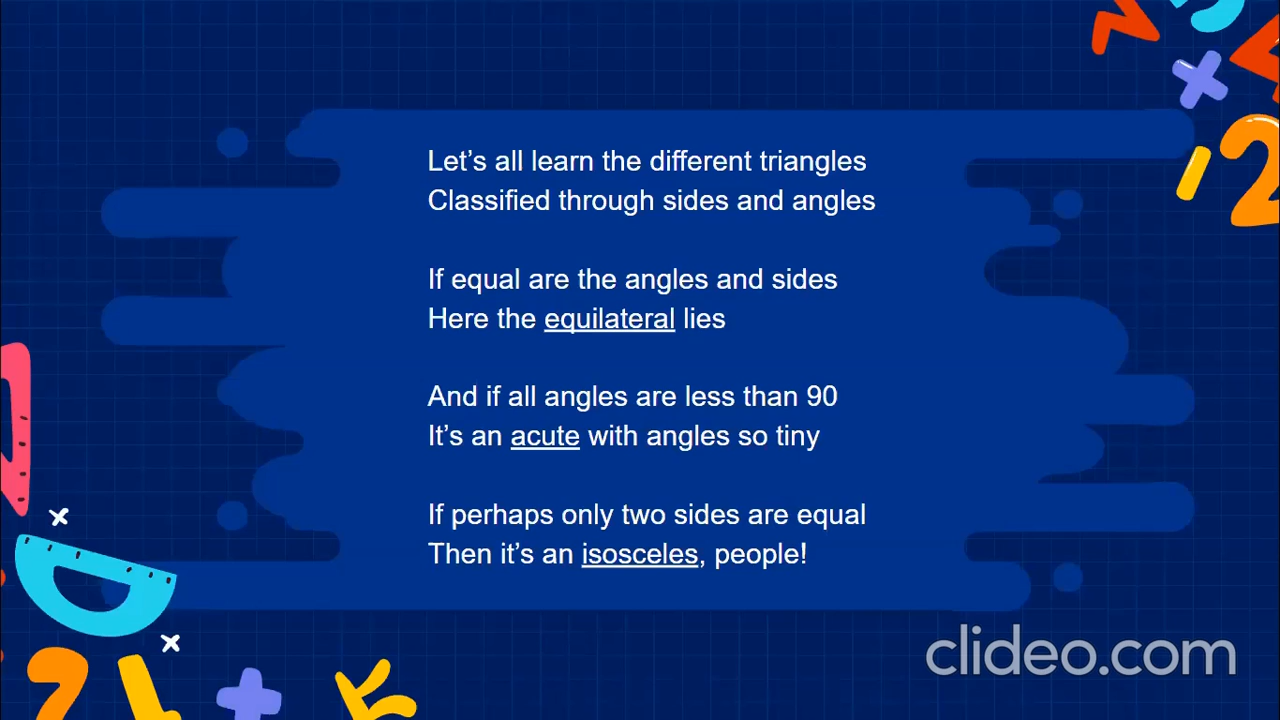 Let’s all learn the different triangles
Classified through sides and angles
If equal are the angles and sides
Here the equilateral lies
And if all angles are less than 90
It’s an acute with angles so tiny
If perhaps only two sides are equal
Then it’s an isosceles, people!
clideo.com
2
2